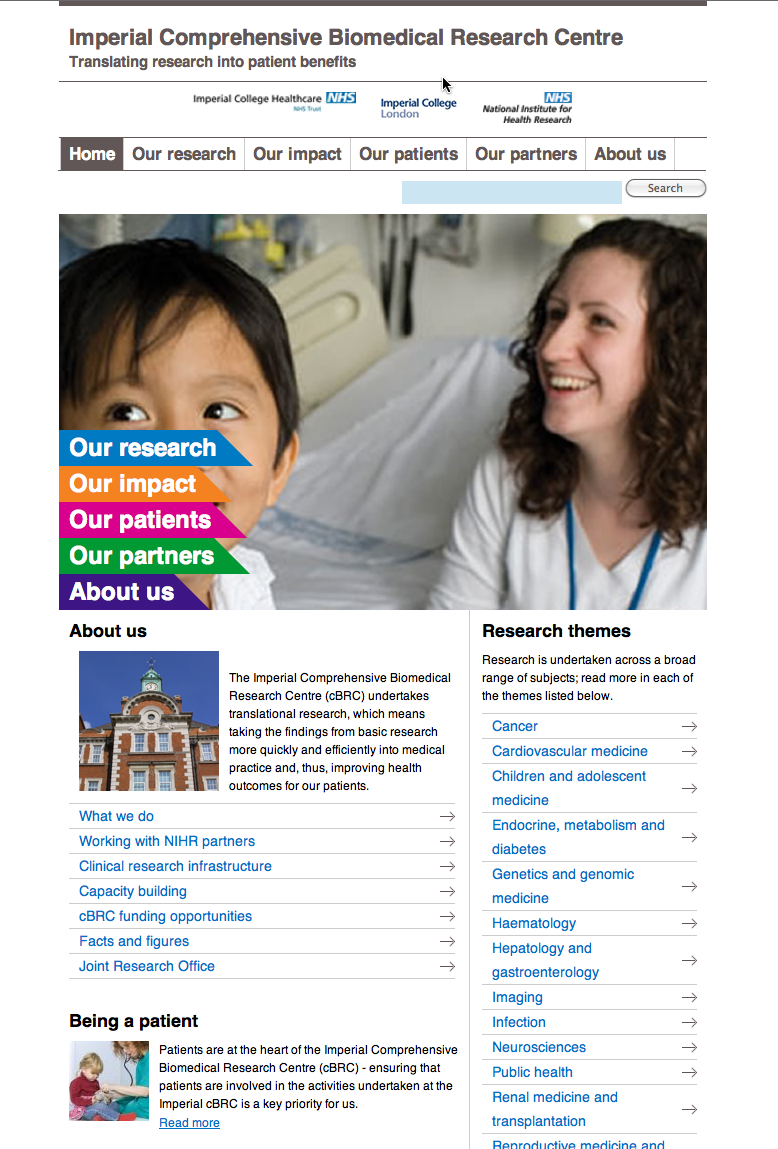 Imperial Comprehensive Biomedical Research Centre
Translating research into patient benefits
Imperial College Healthcare NHS
NHS Trust
Imperial College
London
NHS
National Institute for
Health Research
Home Our research Our impact Our patients Our partners About us
Search
Our research
Our impact
Our patients
Our partners
About us
About us
The Imperial Comprehensive Biomedical
Research Centre (cBRC) undertakes
translational research, which means
taking the findings from basic research
more quickly and efficiently into medical
practice and, thus, improving health
outcomes for our patients.
What we do
Working with NIHR partners
Clinical research infrastructure
Capacity building
cBRC funding opportunities
Facts and figures
Joint Research Office
Being a patient
Patients are at the heart of the Imperial Comprehensive
Biomedical Research Centre (cBRC) - ensuring that
patients are involved in the activities undertaken at the
Imperial cBRC is a key priority for us.
Read more
Research themes
Research is undertaken across a broad
range of subjects; read more in each of
the themes listed below.
Cancer
Cardiovascular medicine
Children and adolescent
medicine
Endocrine, metabolism and
diabetes
Genetics and genomic
medicine
Haematology
Hepatology and
gastroenterology
Imaging
Infection
Neurosciences
Public health
Renal medicine and
transplantation
Reproductive medicine and